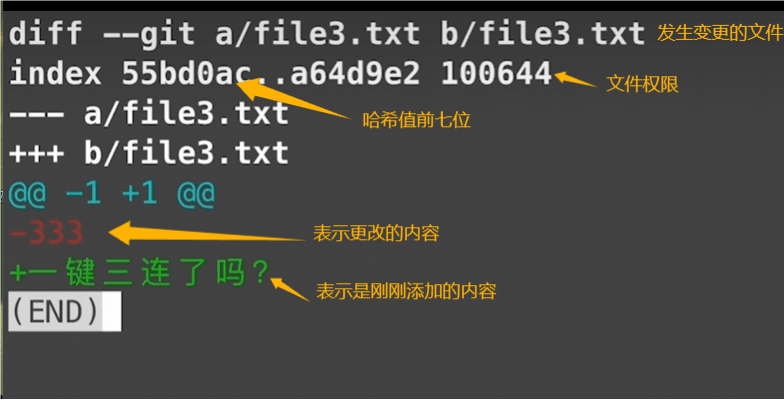 diff --git a/file3.txt b/file3.txt 发生变更的文件
index 55bd0ac..a64d9e2 100644 文件权限
--- a/file3.txt
哈希值前七位
+++ b/file3.txt
@@ -1 +1 @@
-333 表示更改的内容
+一键三连了吗？
表示是刚刚添加的内容
(END)